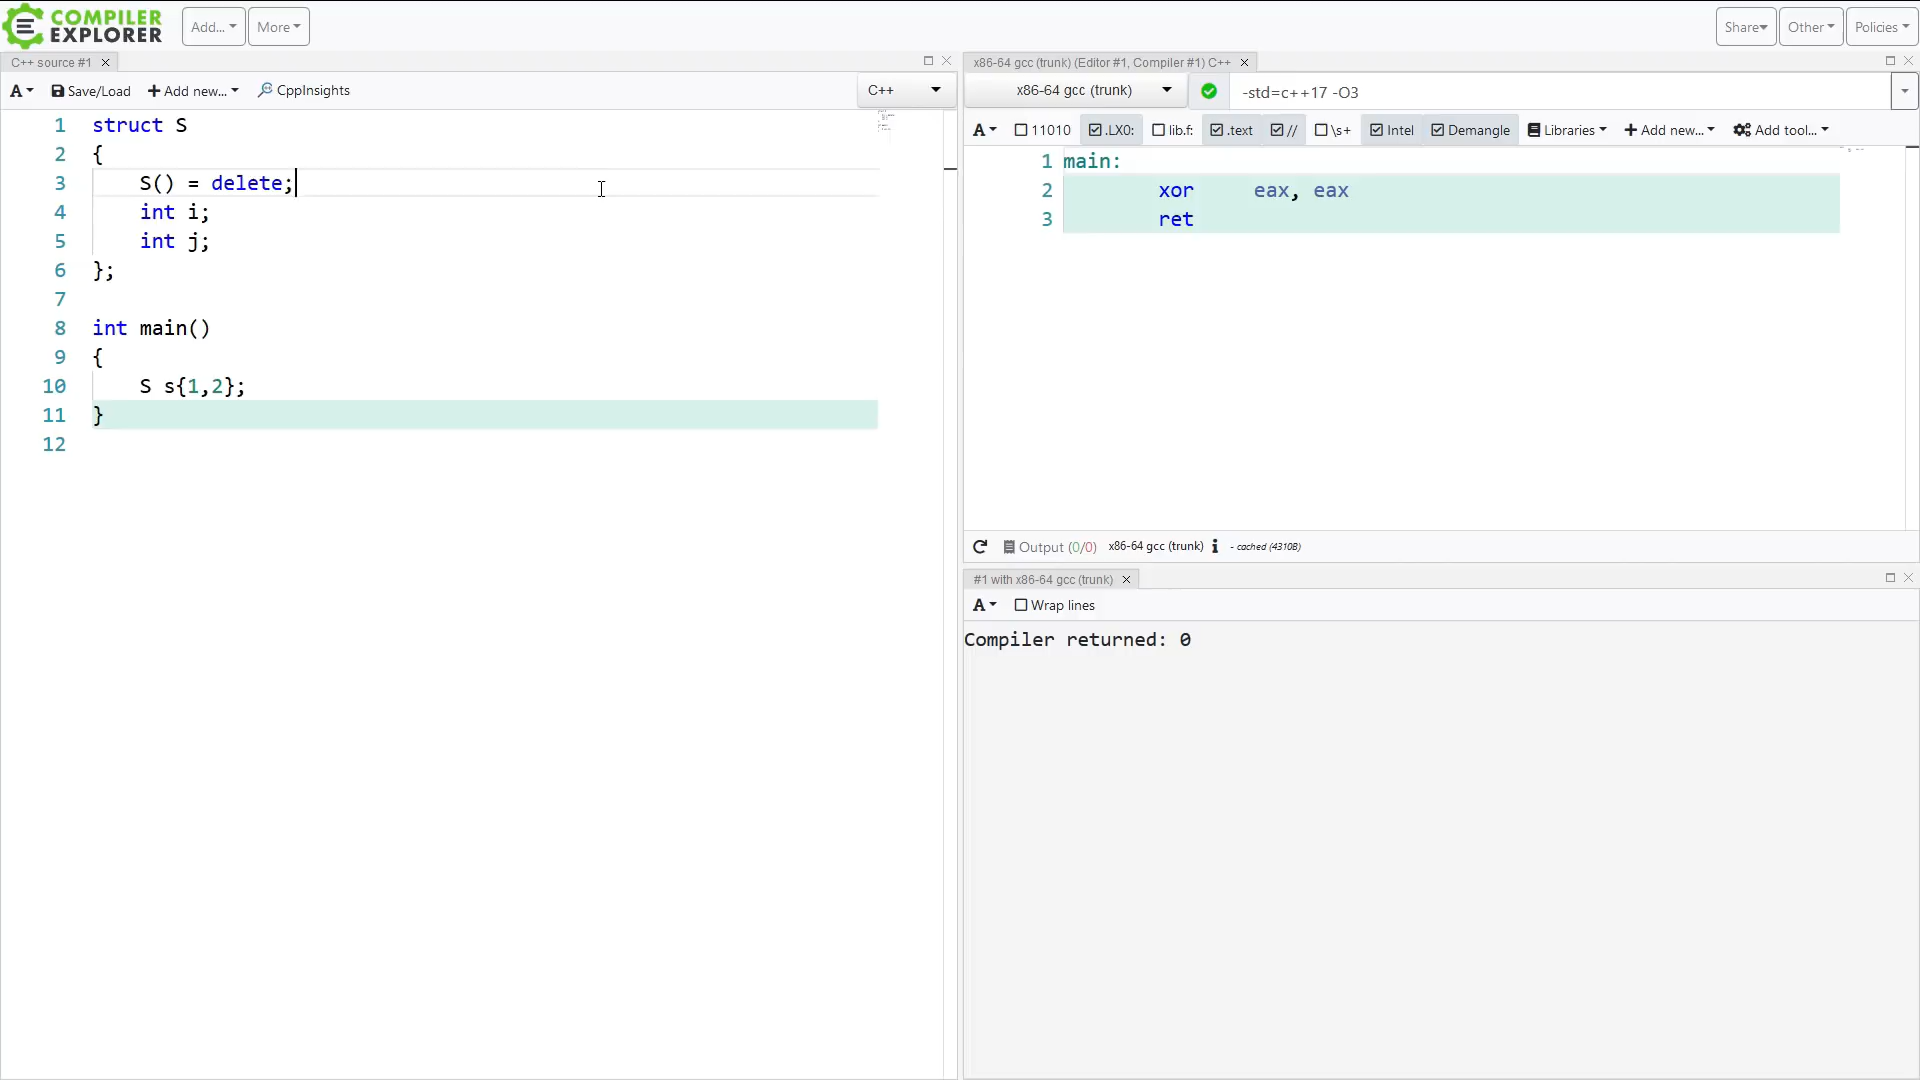 COMPILER
EXPLORER
Add...
More
Share
Other
Policies
C++ source #1
A
Save/Load
Add new...
CppInsights
C++
1 struct S
2 {
3 S() = delete;
4 int i;
5 int j;
6 };
7
8 int main()
9 {
10 S s{1,2};
11 }
12
x86-64 gcc (trunk) (Editor #1, Compiler #1) C++
x86-64 gcc (trunk)
-std=c++17 -O3
A
11010
.LX0:
lib.f:
.text
//
\s+
Intel
Demangle
Libraries
Add new...
Add tool...
1 main:
2 xor eax, eax
3 ret
Output (0/0) x86-64 gcc (trunk) i - cached (4310B)
#1 with x86-64 gcc (trunk)
A
Wrap lines
Compiler returned: 0